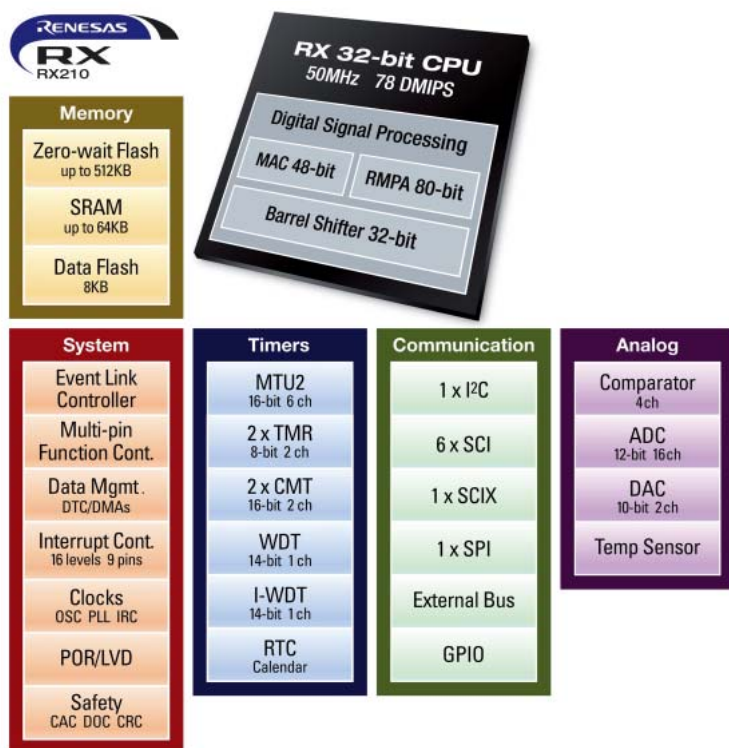 RENESAS
RX
RX210
RX 32-bit CPU
50MHz 78 DMIPS
Digital Signal Processing
MAC 48-bit
RMPA 80-bit
Barrel Shifter 32-bit
Memory
Zero-wait Flash
up to 512KB
SRAM
up to 64KB
Data Flash
8KB
System
Event Link
Controller
Multi-pin
Function Cont.
Data Mgmt.
DTC/DMAs
Interrupt Cont.
16 levels 9 pins
Clocks
OSC PLL IRC
POR/LVD
Safety
CAC DOC CRC
Timers
MTU2
16-bit 6 ch
2 x TMR
8-bit 2 ch
2 x CMT
16-bit 2 ch
WDT
14-bit 1 ch
I-WDT
14-bit 1 ch
RTC
Calendar
Communication
1 x I²C
6 x SCI
1 x SCIX
1 x SPI
External Bus
GPIO
Analog
Comparator
4ch
ADC
12-bit 16ch
DAC
10-bit 2ch
Temp Sensor